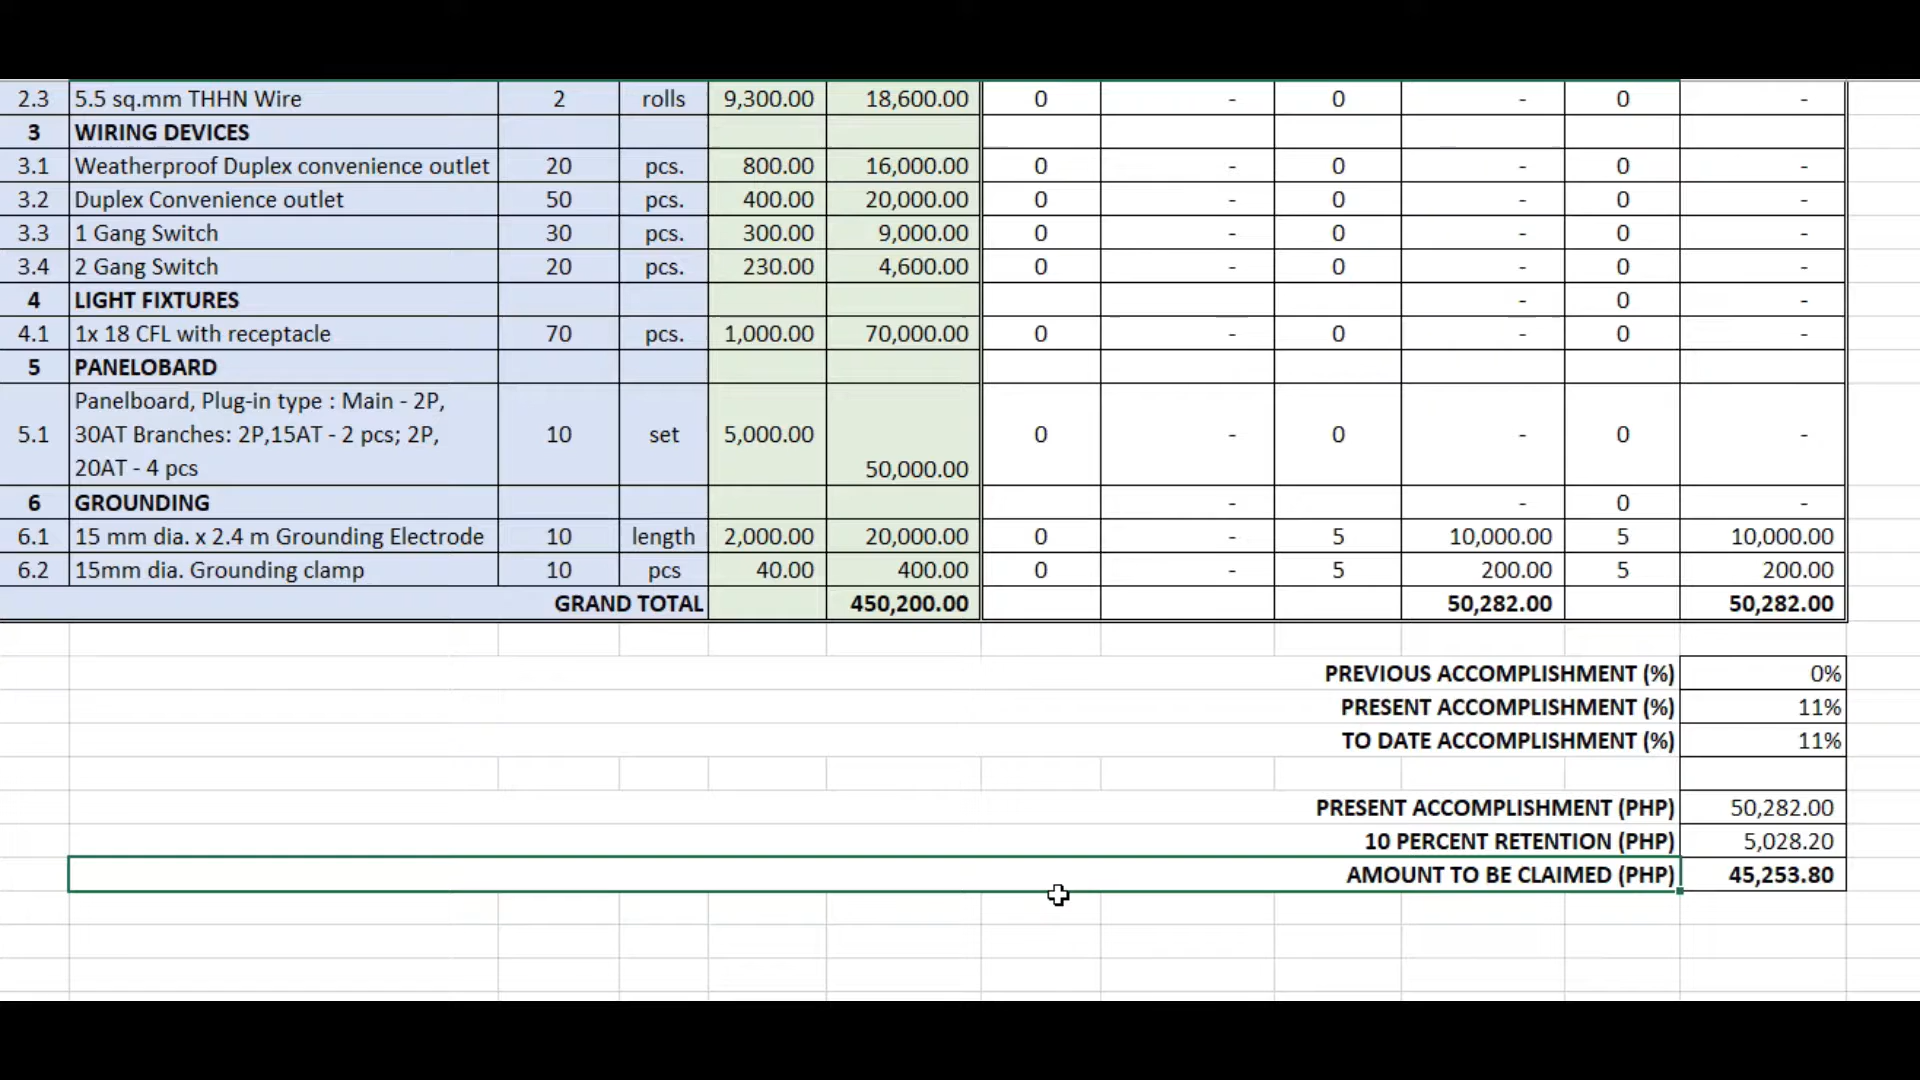 2.3 5.5 sq.mm THHN Wire 2 rolls 9,300.00 18,600.00 0 - 0 - 0 -
3 WIRING DEVICES
3.1 Weatherproof Duplex convenience outlet 20 pcs. 800.00 16,000.00 0 - 0 - 0 -
3.2 Duplex Convenience outlet 50 pcs. 400.00 20,000.00 0 - 0 - 0 -
3.3 1 Gang Switch 30 pcs. 300.00 9,000.00 0 - 0 - 0 -
3.4 2 Gang Switch 20 pcs. 230.00 4,600.00 0 - 0 - 0 -
4 LIGHT FIXTURES - 0 -
4.1 1x 18 CFL with receptacle 70 pcs. 1,000.00 70,000.00 0 - 0 - 0 -
5 PANELOBARD
Panelboard, Plug-in type : Main - 2P,
5.1 30AT Branches: 2P,15AT - 2 pcs; 2P, 10 set 5,000.00 0 - 0 - 0 -
20AT - 4 pcs 50,000.00
6 GROUNDING - - 0 -
6.1 15 mm dia. x 2.4 m Grounding Electrode 10 length 2,000.00 20,000.00 0 - 5 10,000.00 5 10,000.00
6.2 15mm dia. Grounding clamp 10 pcs 40.00 400.00 0 - 5 200.00 5 200.00
GRAND TOTAL 450,200.00 50,282.00 50,282.00
PREVIOUS ACCOMPLISHMENT (%) 0%
PRESENT ACCOMPLISHMENT (%) 11%
TO DATE ACCOMPLISHMENT (%) 11%
PRESENT ACCOMPLISHMENT (PHP) 50,282.00
10 PERCENT RETENTION (PHP) 5,028.20
AMOUNT TO BE CLAIMED (PHP) 45,253.80